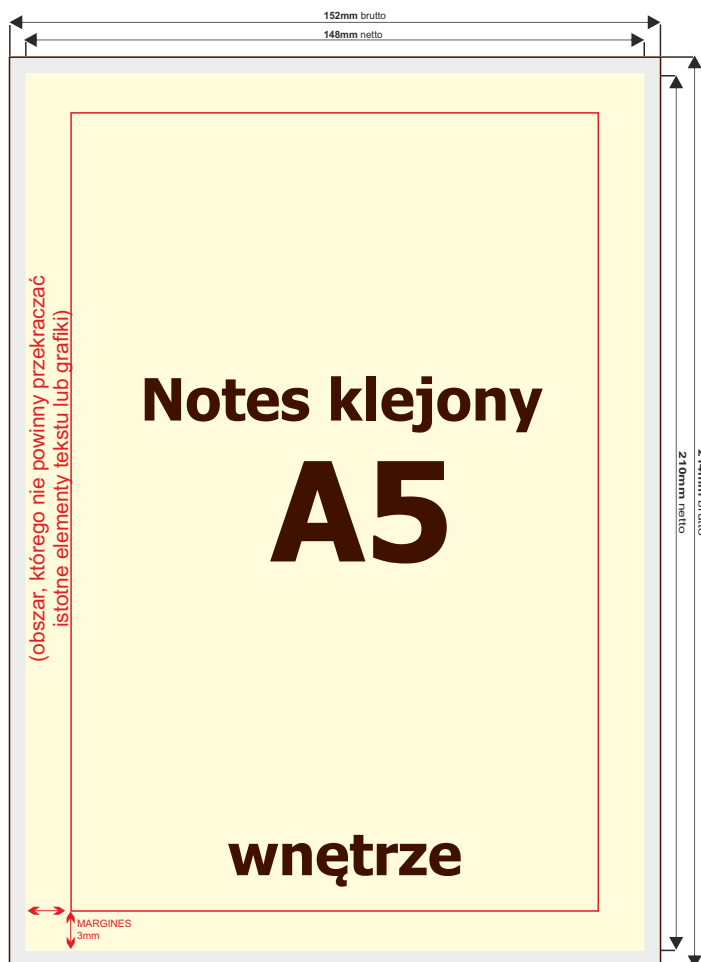 152mm brutto
148mm netto
(obszar, którego nie powinny przekraczać
istotne elementy tekstu lub grafiki)
Notes klejony
A5
210mm netto
wnętrze
MARGINES
3mm